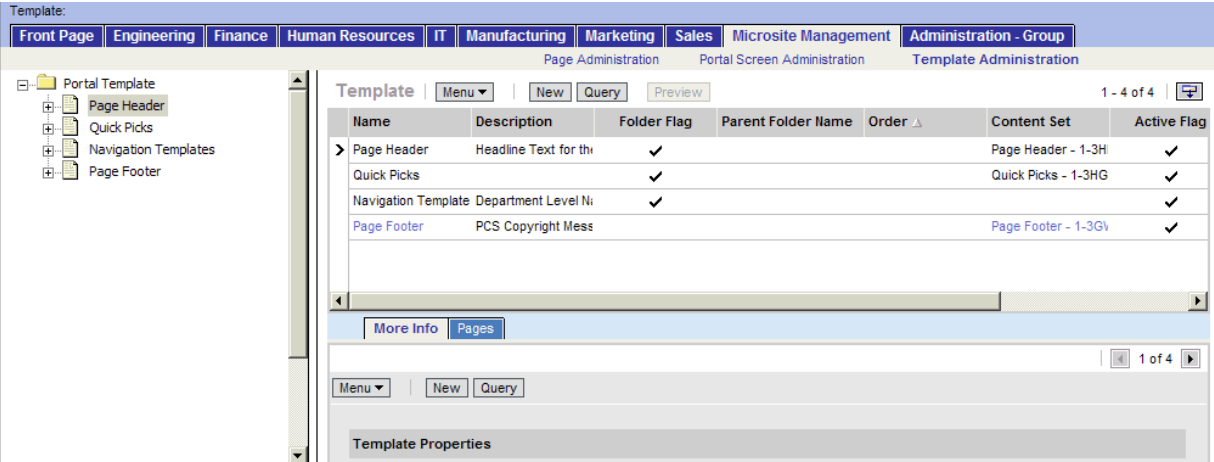 Template:
Front Page Engineering Finance Human Resources IT Manufacturing Marketing Sales Microsite Management Administration - Group
Page Administration Portal Screen Administration Template Administration
Portal Template
Page Header
Quick Picks
Navigation Templates
Page Footer
Template Menu New Query Preview 1 - 4 of 4
Name Description Folder Flag Parent Folder Name Order Content Set Active Flag
Page Header Headline Text for the Page Header - 1-3H
Quick Picks Quick Picks - 1-3HG
Navigation Template Department Level Na
Page Footer PCS Copyright Mess Page Footer - 1-3GV
More Info Pages
1 of 4
Menu New Query
Template Properties